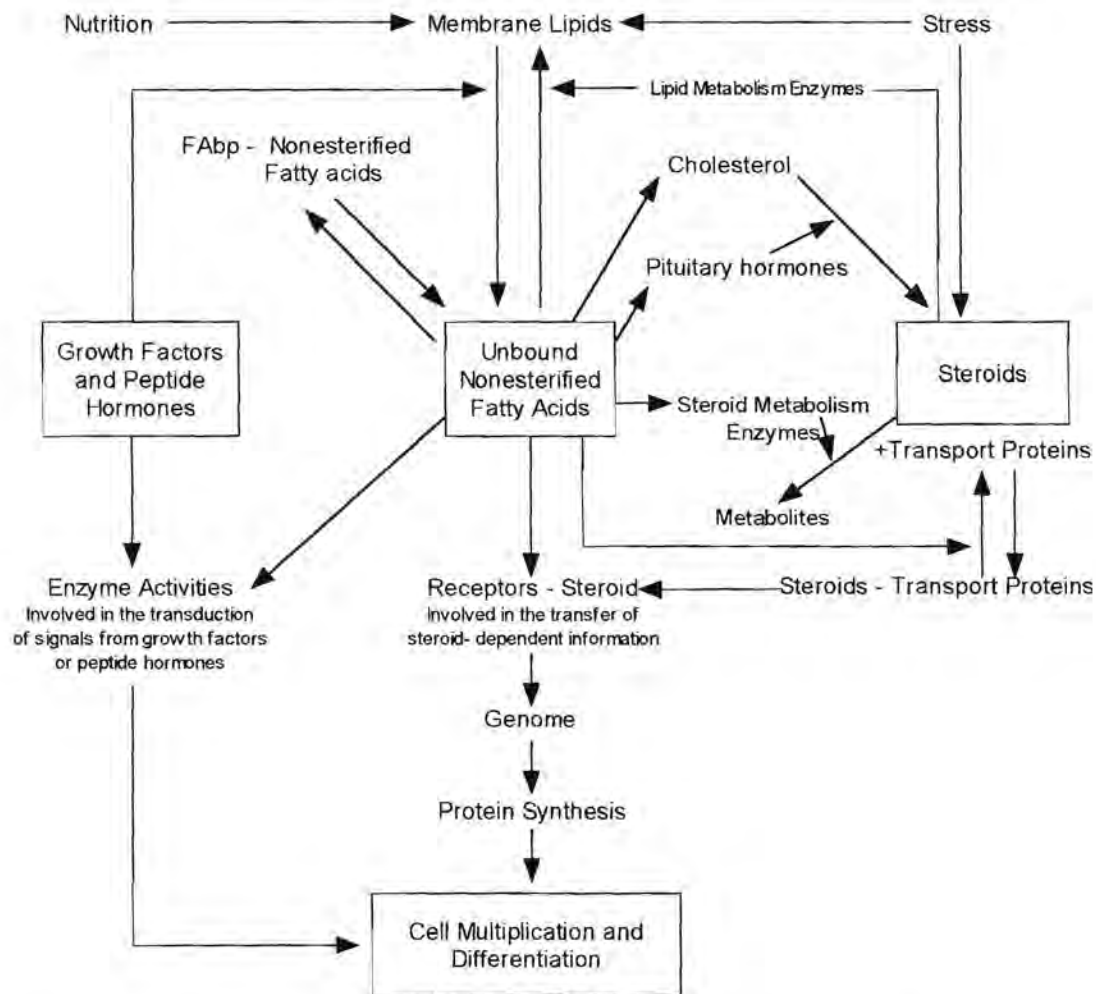 Nutrition
Membrane Lipids
Stress
Lipid Metabolism Enzymes
FAbp - Nonesterified
Fatty acids
Cholesterol
Pituitary hormones
Growth Factors
and Peptide
Hormones
Unbound
Nonesterified
Fatty Acids
Steroids
Steroid Metabolism
Enzymes
+Transport Proteins
Metabolites
Enzyme Activities
Involved in the transduction
of signals from growth factors
or peptide hormones
Receptors - Steroid
Involved in the transfer of
steroid- dependent information
Steroids - Transport Proteins
Genome
Protein Synthesis
Cell Multiplication and
Differentiation